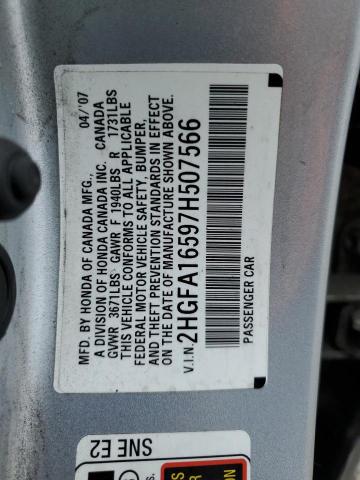 MFD. BY HONDA OF CANADA MFG., 04/'07
A DIVISION OF HONDA CANADA INC. CANADA
GVWR 3671LBS GAWR F 1940LBS R 1731LBS
THIS VEHICLE CONFORMS TO ALL APPLICABLE
FEDERAL MOTOR VEHICLE SAFETY, BUMPER,
AND THEFT PREVENTION STANDARDS IN EFFECT
ON THE DATE OF MANUFACTURE SHOWN ABOVE.
V.I.N. 2HGFA16597H507566
PASSENGER CAR
SNE E2